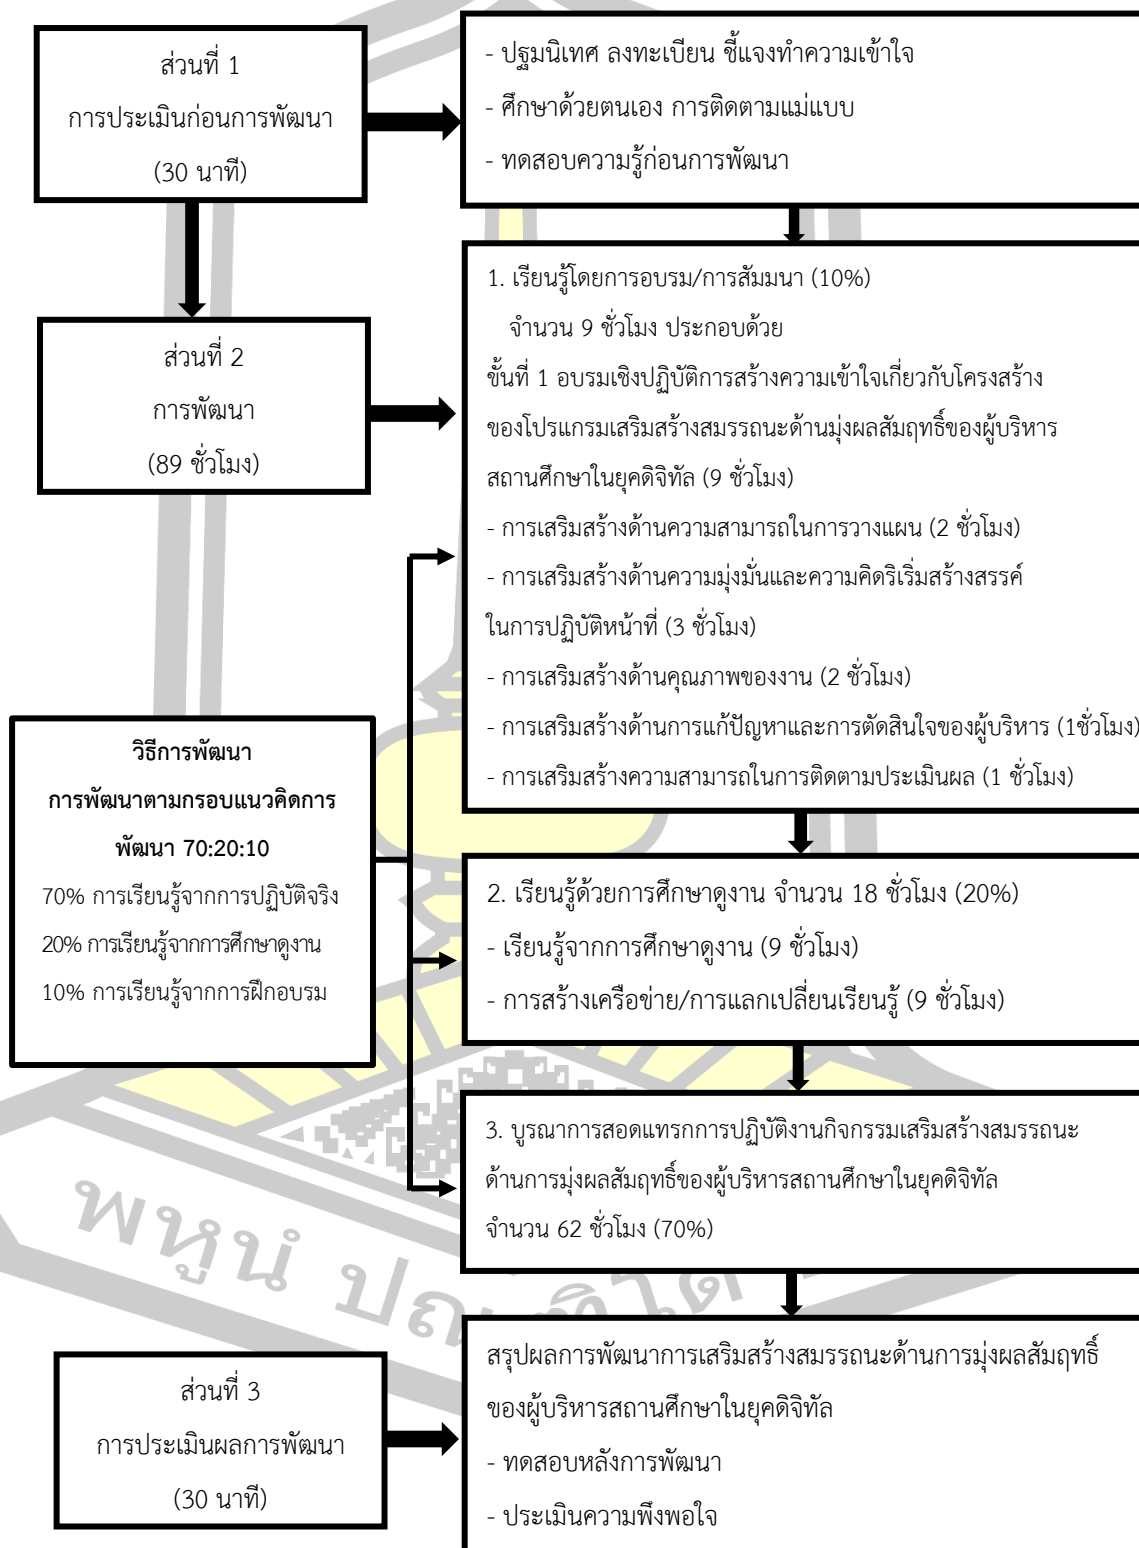 ส่วนที่ 1
การประเมินก่อนการพัฒนา
(30 นาที)
- ปฐมนิเทศ ลงทะเบียน ชี้แจงทำความเข้าใจ
- ศึกษาด้วยตนเอง การติดตามแม่แบบ
- ทดสอบความรู้ก่อนการพัฒนา
ส่วนที่ 2
การพัฒนา
(89 ชั่วโมง)
1. เรียนรู้โดยการอบรม/การสัมมนา (10%)
จำนวน 9 ชั่วโมง ประกอบด้วย
ขั้นที่ 1 อบรมเชิงปฏิบัติการสร้างความเข้าใจเกี่ยวกับโครงสร้าง
ของโปรแกรมเสริมสร้างสมรรถนะด้านมุ่งผลสัมฤทธิ์ของผู้บริหาร
สถานศึกษาในยุคดิจิทัล (9 ชั่วโมง)
- การเสริมสร้างด้านความสามารถในการวางแผน (2 ชั่วโมง)
- การเสริมสร้างด้านความมุ่งมั่นและความคิดริเริ่มสร้างสรรค์
ในการปฏิบัติหน้าที่ (3 ชั่วโมง)
- การเสริมสร้างด้านคุณภาพของงาน (2 ชั่วโมง)
- การเสริมสร้างด้านการแก้ปัญหาและการตัดสินใจของผู้บริหาร (1ชั่วโมง)
- การเสริมสร้างความสามารถในการติดตามประเมินผล (1 ชั่วโมง)
วิธีการพัฒนา
การพัฒนาตามกรอบแนวคิดการ
พัฒนา 70:20:10
70% การเรียนรู้จากการปฏิบัติจริง
20% การเรียนรู้จากการศึกษาดูงาน
10% การเรียนรู้จากการฝึกอบรม
2. เรียนรู้ด้วยการศึกษาดูงาน จำนวน 18 ชั่วโมง (20%)
- เรียนรู้จากการศึกษาดูงาน (9 ชั่วโมง)
- การสร้างเครือข่าย/การแลกเปลี่ยนเรียนรู้ (9 ชั่วโมง)
3. บูรณาการสอดแทรกการปฏิบัติงานกิจกรรมเสริมสร้างสมรรถนะ
ด้านการมุ่งผลสัมฤทธิ์ของผู้บริหารสถานศึกษาในยุคดิจิทัล
จำนวน 62 ชั่วโมง (70%)
พหูนํ
ส่วนที่ 3
การประเมินผลการพัฒนา
(30 นาที)
สรุปผลการพัฒนาการเสริมสร้างสมรรถนะด้านการมุ่งผลสัมฤทธิ์
ของผู้บริหารสถานศึกษาในยุคดิจิทัล
- ทดสอบหลังการพัฒนา
- ประเมินความพึงพอใจ